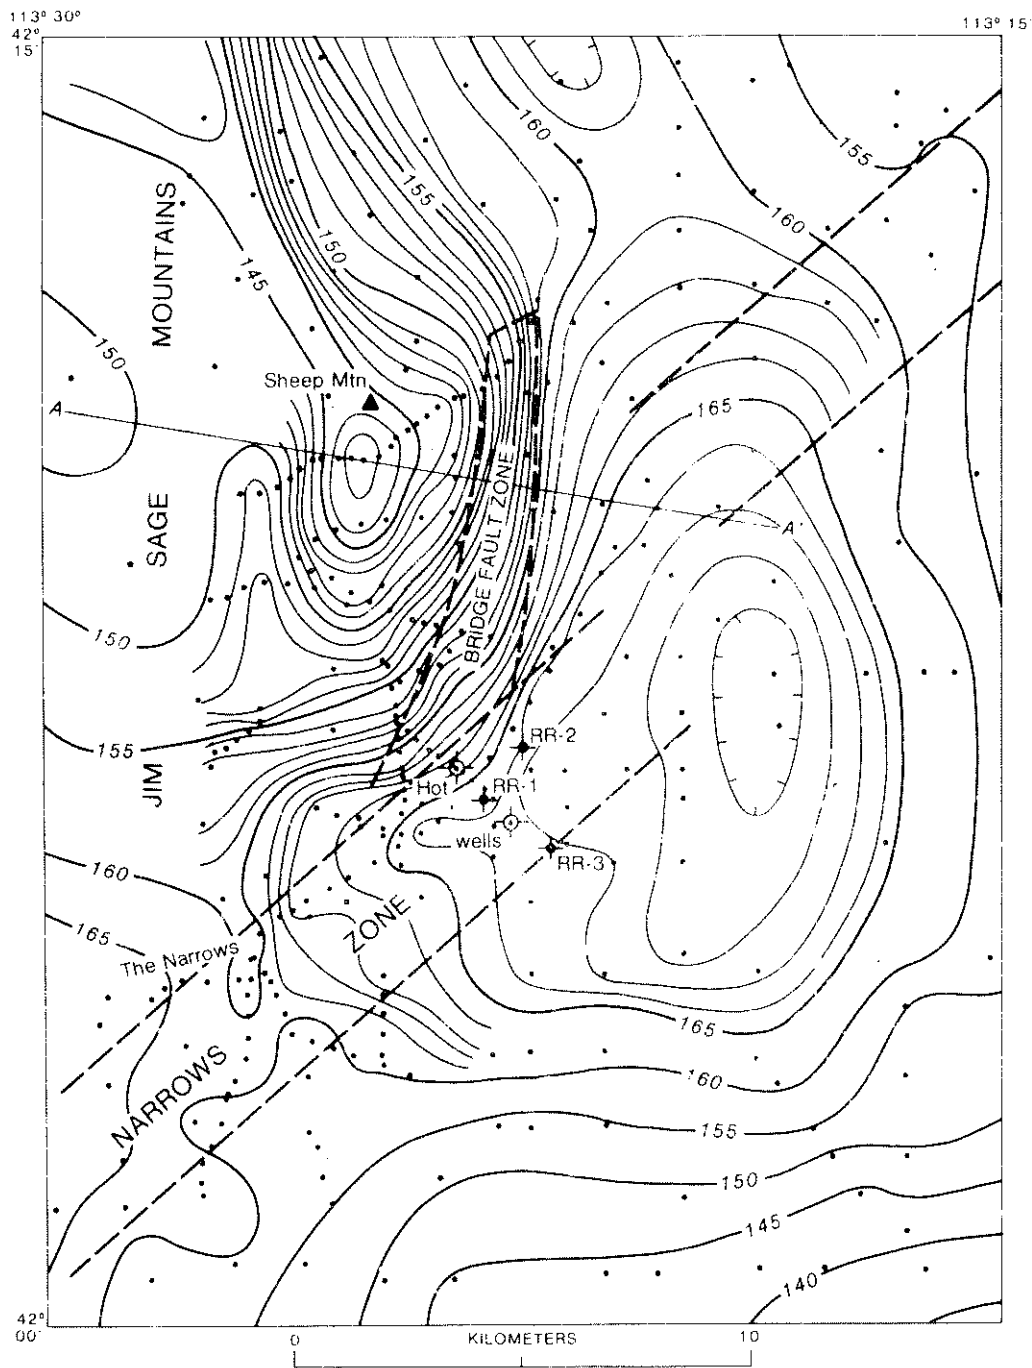 113° 30°
113° 15'
42°
15'
160
155
155
160
150
145
MOUNTAINS
150
Sheep Mtn
A
165
BRIDGE FAULT ZONE
SAGE
A'
150
155
JIM
RR-2
Hot
RR-1
wells
RR-3
160
ZONE
165
The Narrows
165
160
NARROWS
155
150
145
140
42°
00'
0
KILOMETERS
10